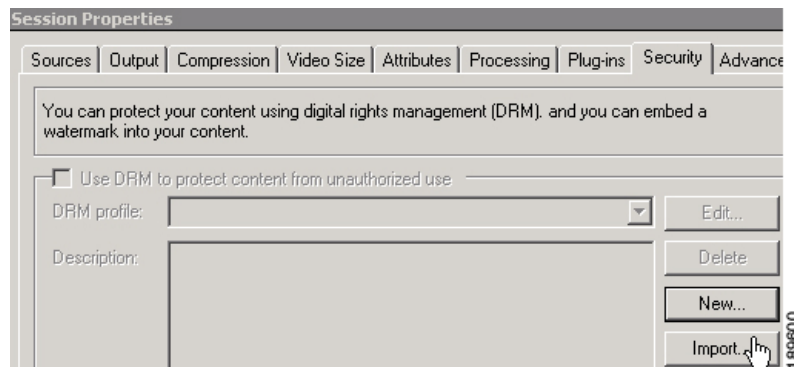 Session Properties
Sources Output Compression Video Size Attributes Processing Plug-ins Security Advance
You can protect your content using digital rights management (DRM). and you can embed a
watermark into your content.
Use DRM to protect content from unauthorized use
DRM profile:
Edit...
Description:
Delete
New...
Import..
189600